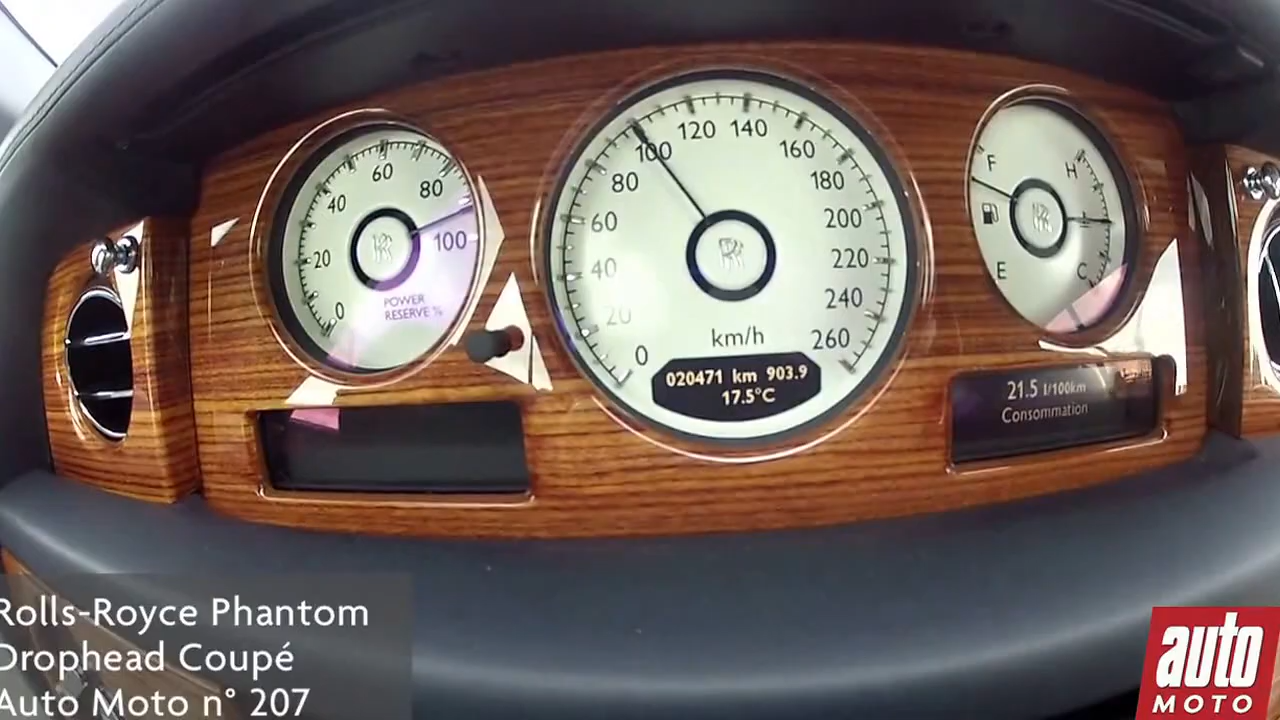 0
20
40
60
80
100
POWER
RESERVE %
0
20
40
60
80
100
120
140
160
180
200
220
240
260
km/h
020471 km 903.9
17.5°C
F
E
H
C
21.5 l/100km
Consommation
Rolls-Royce Phantom
Drophead Coupé
Auto Moto n° 207
auto
MOTO